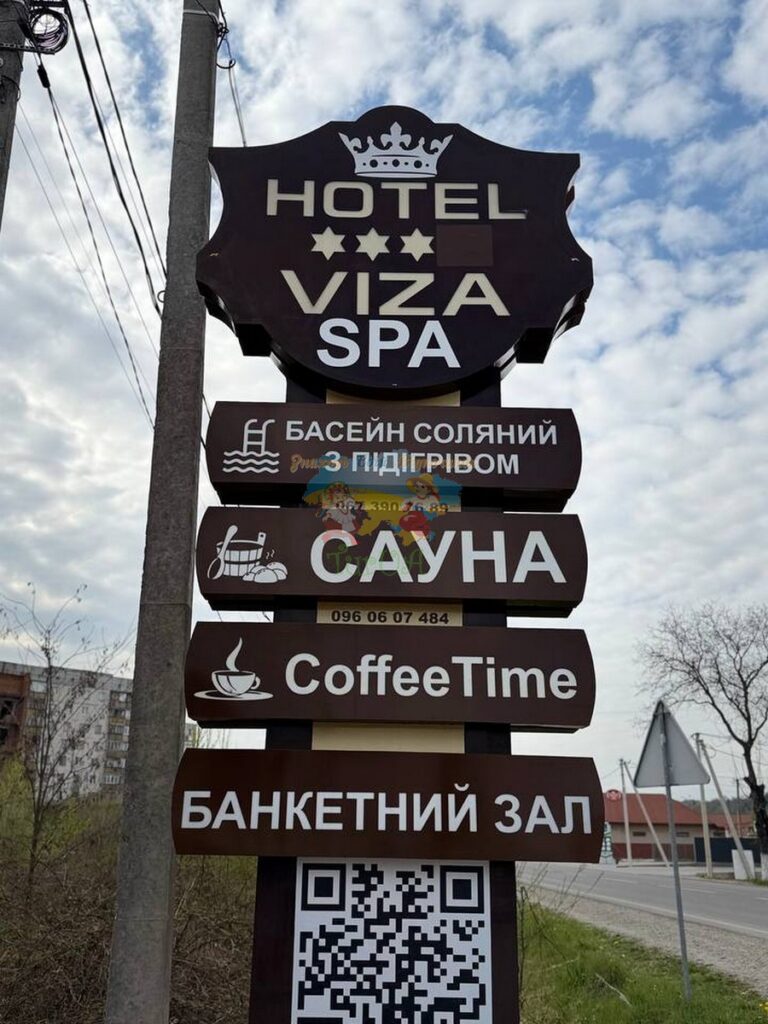 HOTEL
VIZA
SPA
БАСЕЙН СОЛЯНИЙ
З ПІДІГРІВОМ
САУНА
096 06 07 484
CoffeeTime
БАНКЕТНИЙ ЗАЛ